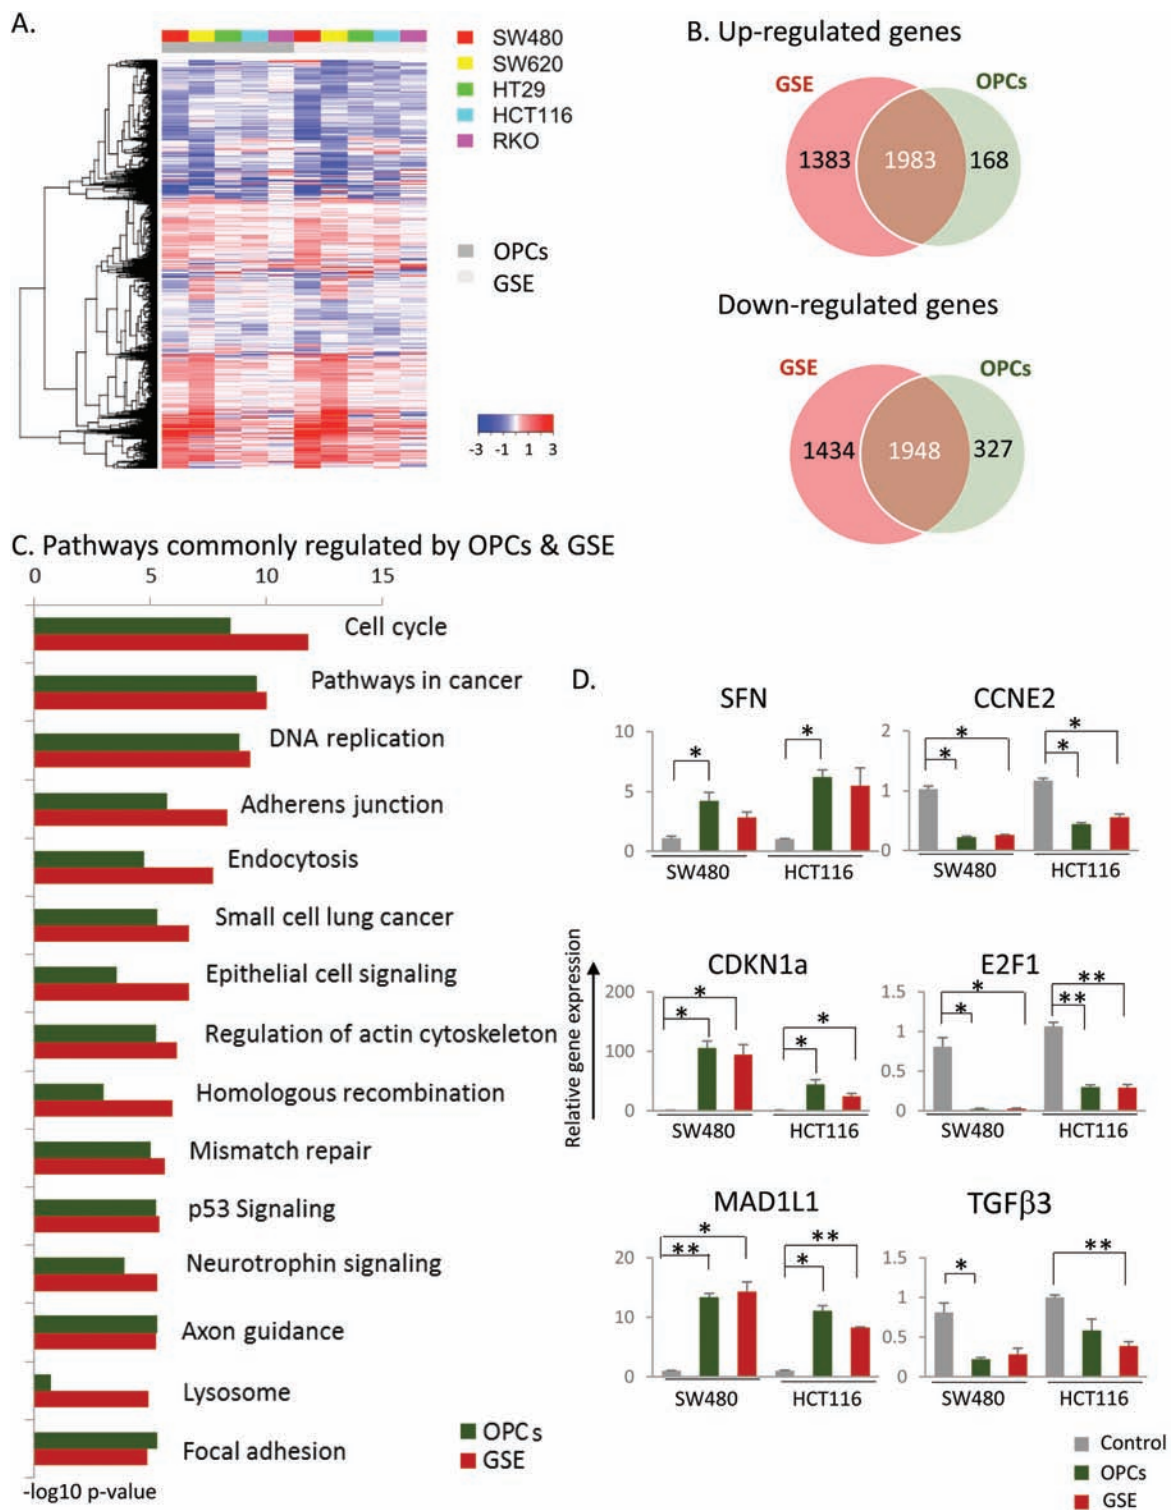 A.
SW480
SW620
HT29
HCT116
RKO
OPCs
GSE
-3 -1 1 3
B. Up-regulated genes
GSE
OPCs
1383
1983
168
Down-regulated genes
GSE
OPCs
1434
1948
327
C. Pathways commonly regulated by OPCs & GSE
0 5 10 15
Cell cycle
Pathways in cancer
DNA replication
Adherens junction
Endocytosis
Small cell lung cancer
Epithelial cell signaling
Regulation of actin cytoskeleton
Homologous recombination
Mismatch repair
p53 Signaling
Neurotrophin signaling
Axon guidance
Lysosome
Focal adhesion
OPCs
GSE
-log10 p-value
D.
Relative gene expression
SFN
10
5
0
*
*
SW480
HCT116
CCNE2
2
1
0
*
*
*
*
SW480
HCT116
CDKN1a
200
100
0
*
*
*
*
SW480
HCT116
E2F1
1.5
1
0.5
0
*
*
**
**
SW480
HCT116
MAD1L1
20
10
0
*
**
**
*
SW480
HCT116
TGFβ3
1.5
1
0.5
0
*
**
SW480
HCT116
Control
OPCs
GSE